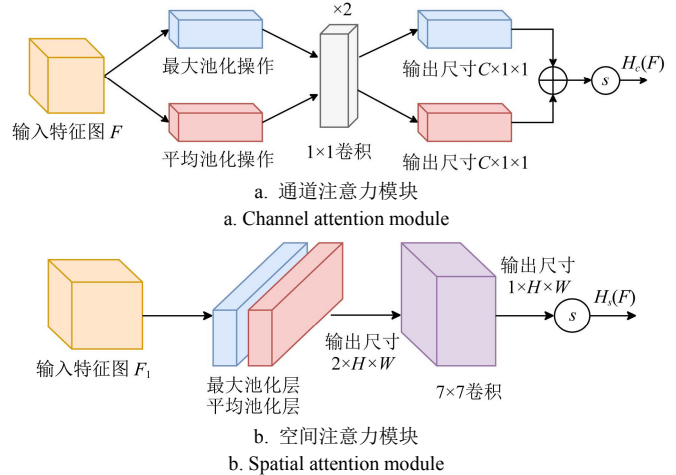 ×2
最大池化操作
输出尺寸C×1×1
s
H_c(F)
输入特征图 F
平均池化操作
1×1卷积
输出尺寸C×1×1
a. 通道注意力模块
a. Channel attention module
输出尺寸
1×H×W
s
H_s(F)
输入特征图 F₁
输出尺寸
2×H×W
最大池化层
平均池化层
7×7卷积
b. 空间注意力模块
b. Spatial attention module